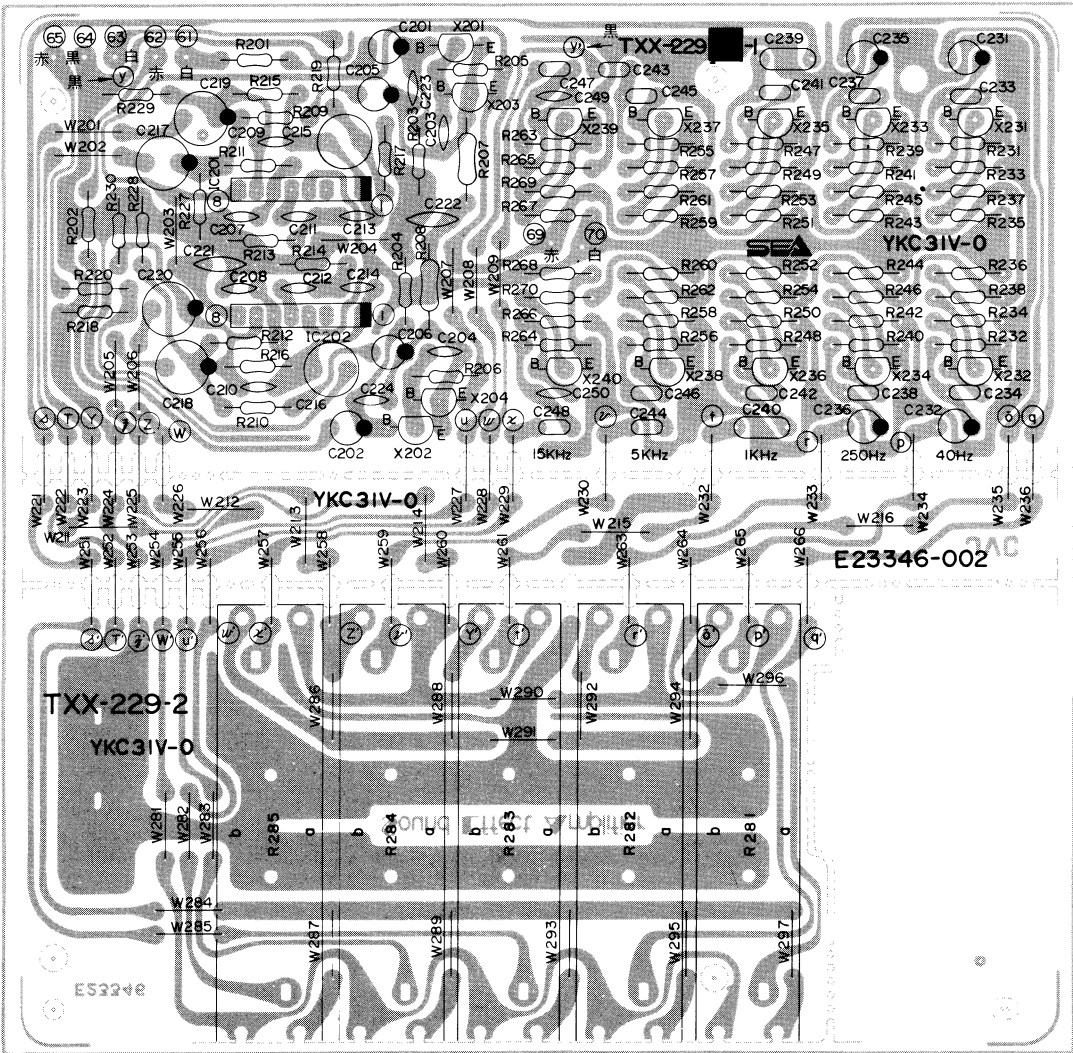 65 64 63 62 61
赤 黒 白 赤 白
黒 y
R201
C201 X201
B E
黒 y' TXX-229 -1
C239 C235 C231
R219 C205 C223 R205
C247 C243 C241 C237
R229 C219 R215
B E X203
C249 C245 C233
R209 R203 C203
W201 C217 C209 C215
R263 B E X239 B E X237 B E X235 B E X233 B E X231
W202 R211 IC201 R217 R207
R265 R255 R247 R239 R231
R269 R257 R249 R241 R233
R202 R230 R228 W203 R227 8 1
R267 R261 R253 R245 R237
C207 C211 C213 C222
R259 R251 R243 R235
C221 R213 R214 W204 R204 R208
69 赤 70 白
SEA YKC31V-0
R220 C220 C208 C212 C214 W207 W208 W209
R268 R260 R252 R244 R236
R270 R262 R254 R246 R238
R218 8 1
R266 R258 R250 R242 R234
R212 IC202 C206 C204
R264 R256 R248 R240 R232
W205 W206 R216 R206
B E X240 B E X238 B E X236 B E X234 B E X232
C210 C218 R210 C216 C224 X204
C250 C246 C242 C238 C234
C248 C244 C240 C236 C232
C202 X202 B E
T Y Z W u t r p q
15KHz 5KHz 1KHz 250Hz 40Hz
W221 W222 W223 W224 W225 W226 W212 YKC31V-0 W227 W228 W229 W230 W232 W233 W234 W235 W236
W211 W213 W214 W215 W216
W251 W252 W253 W254 W255 W256 W257 W258 W259 W260 W261 W263 W264 W265 W266
JVC
E23346-002
T' W' u' w' Z' Y' t' r' p' q'
TXX-229-2
W286 W288 W290 W292 W294 W296
YKC31V-0
W291
W281 W282 W283
Sound Effect Amplifier
b R285 a b R284 a b R283 a b R282 a b R281 a
W284
W285
W287 W289 W293 W295 W297
E23346